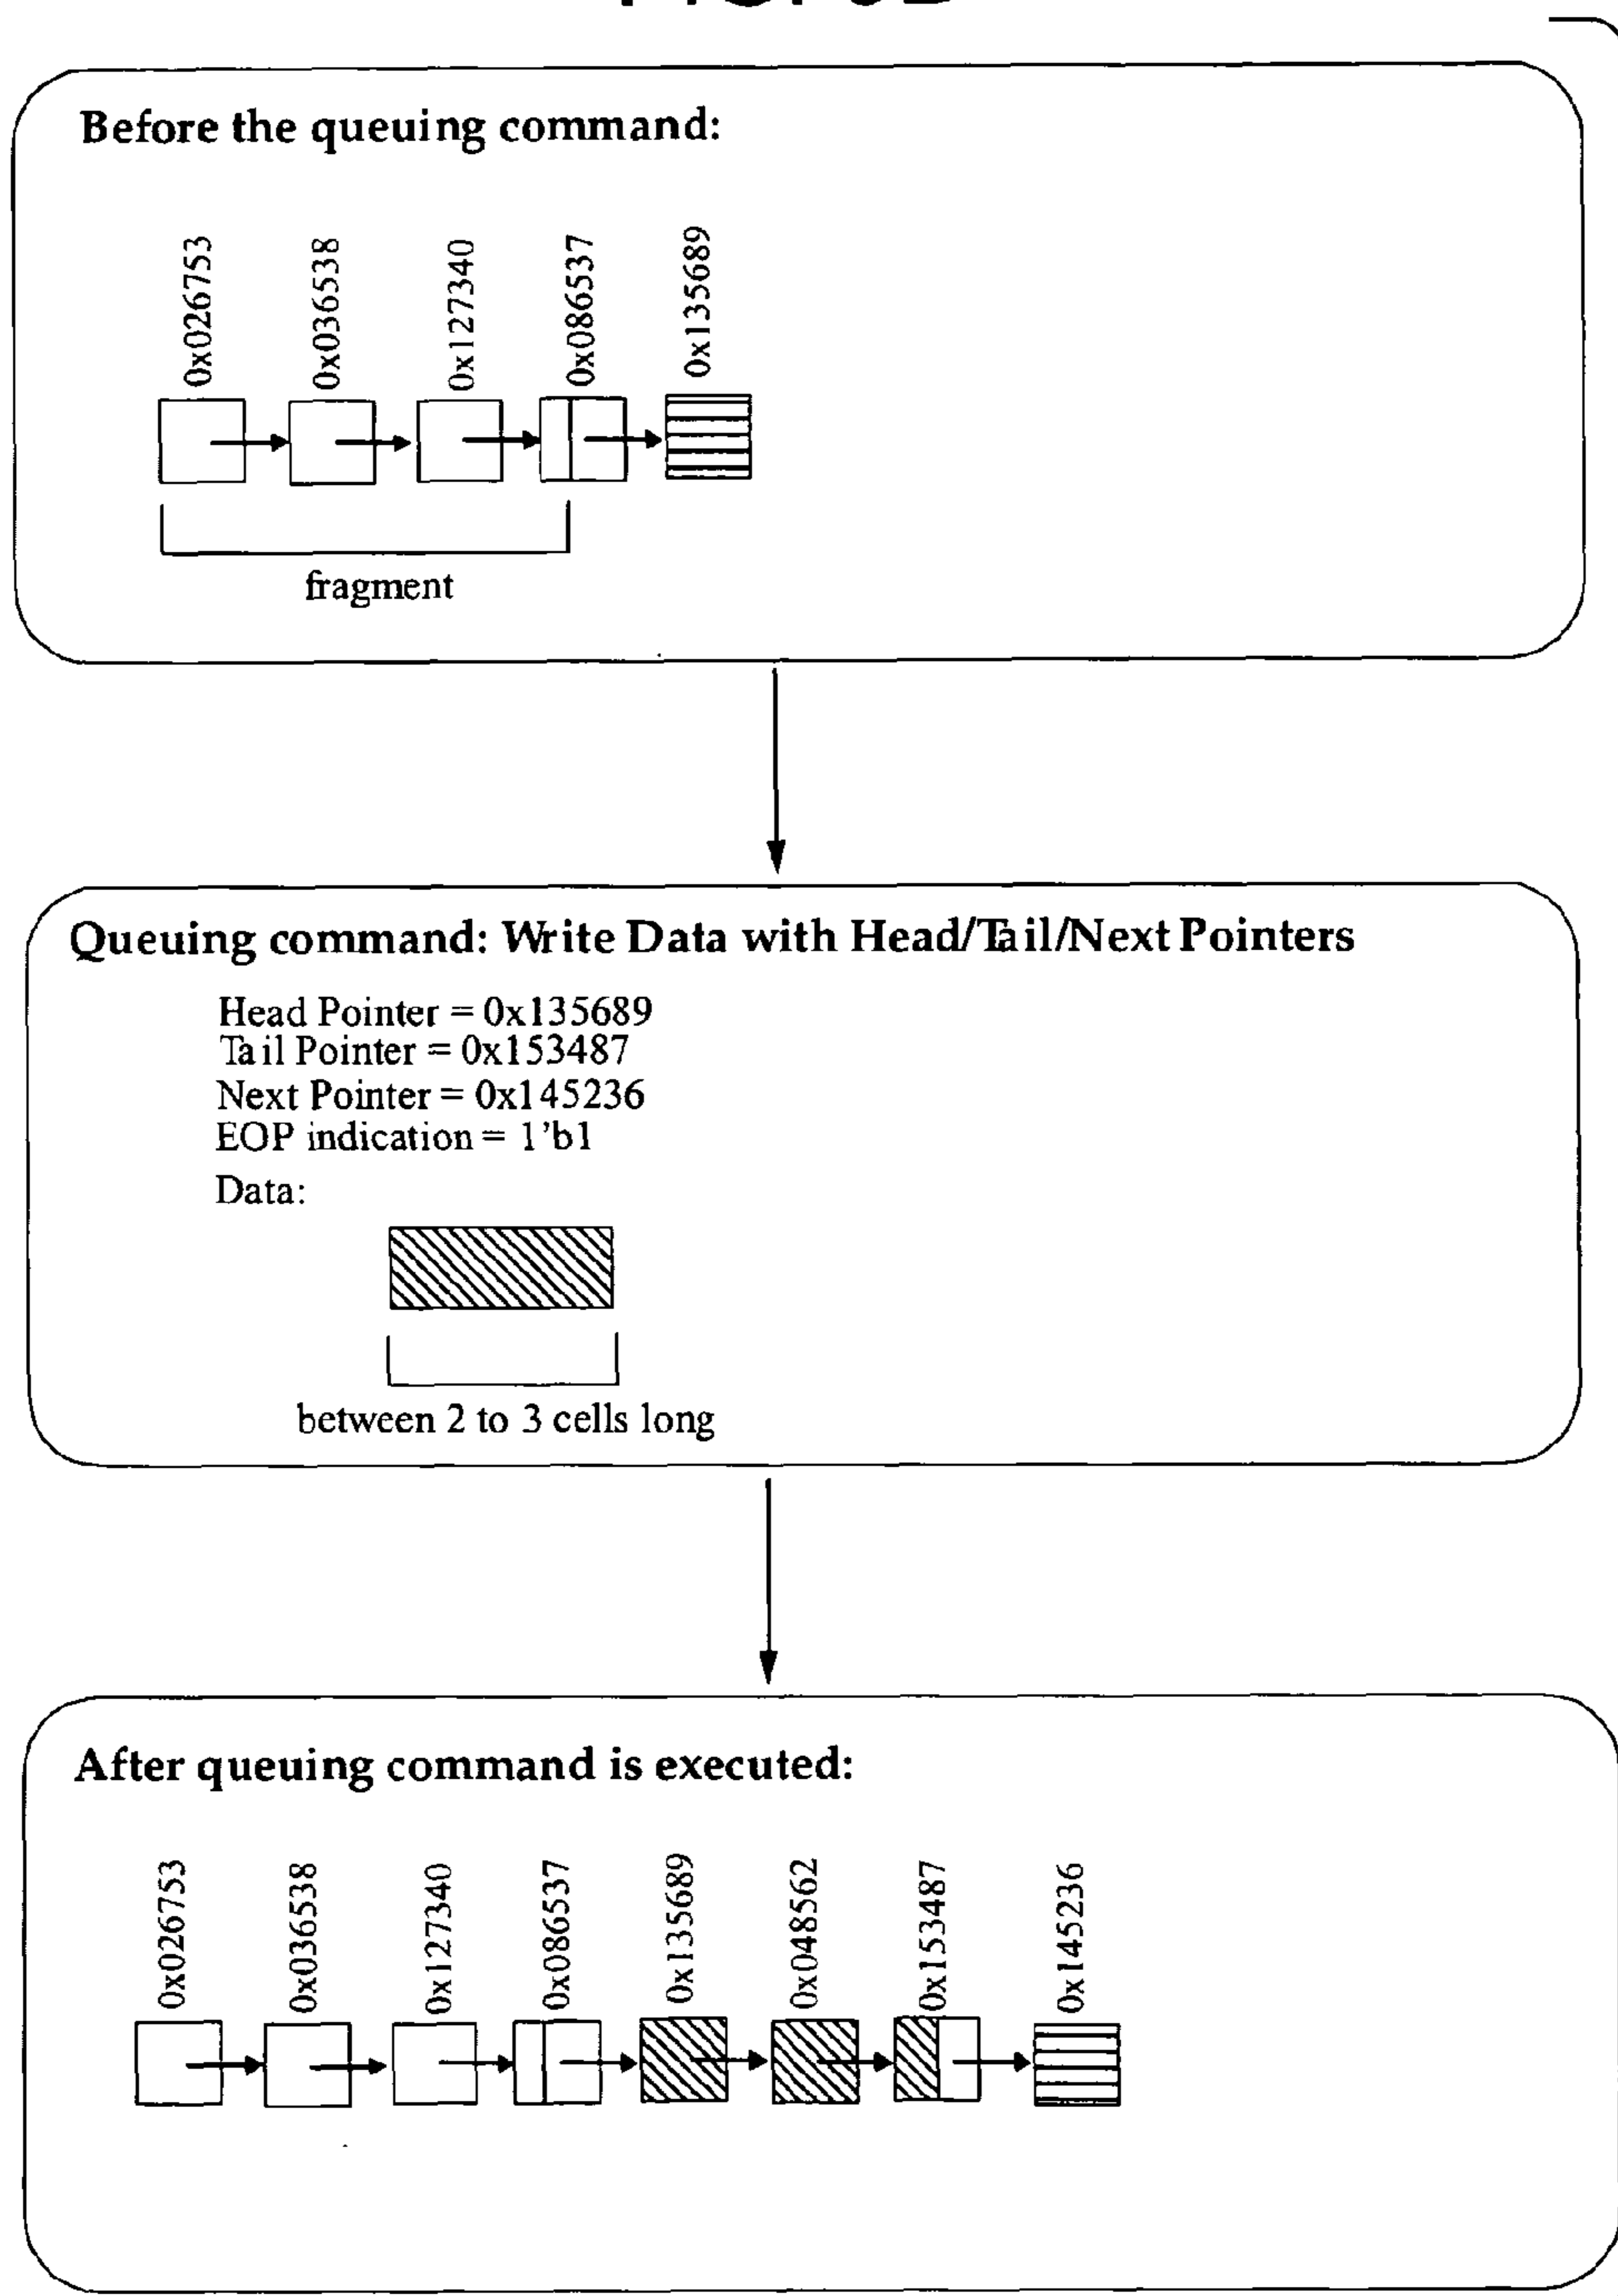 Before the queuing command:
0x026753
0x036538
0x127340
0x086537
0x135689
fragment
Queuing command: Write Data with Head/Tail/Next Pointers
Head Pointer = 0x135689
Tail Pointer = 0x153487
Next Pointer = 0x145236
EOP indication = 1’b1
Data:
between 2 to 3 cells long
After queuing command is executed:
0x026753
0x036538
0x127340
0x086537
0x135689
0x048562
0x153487
0x145236